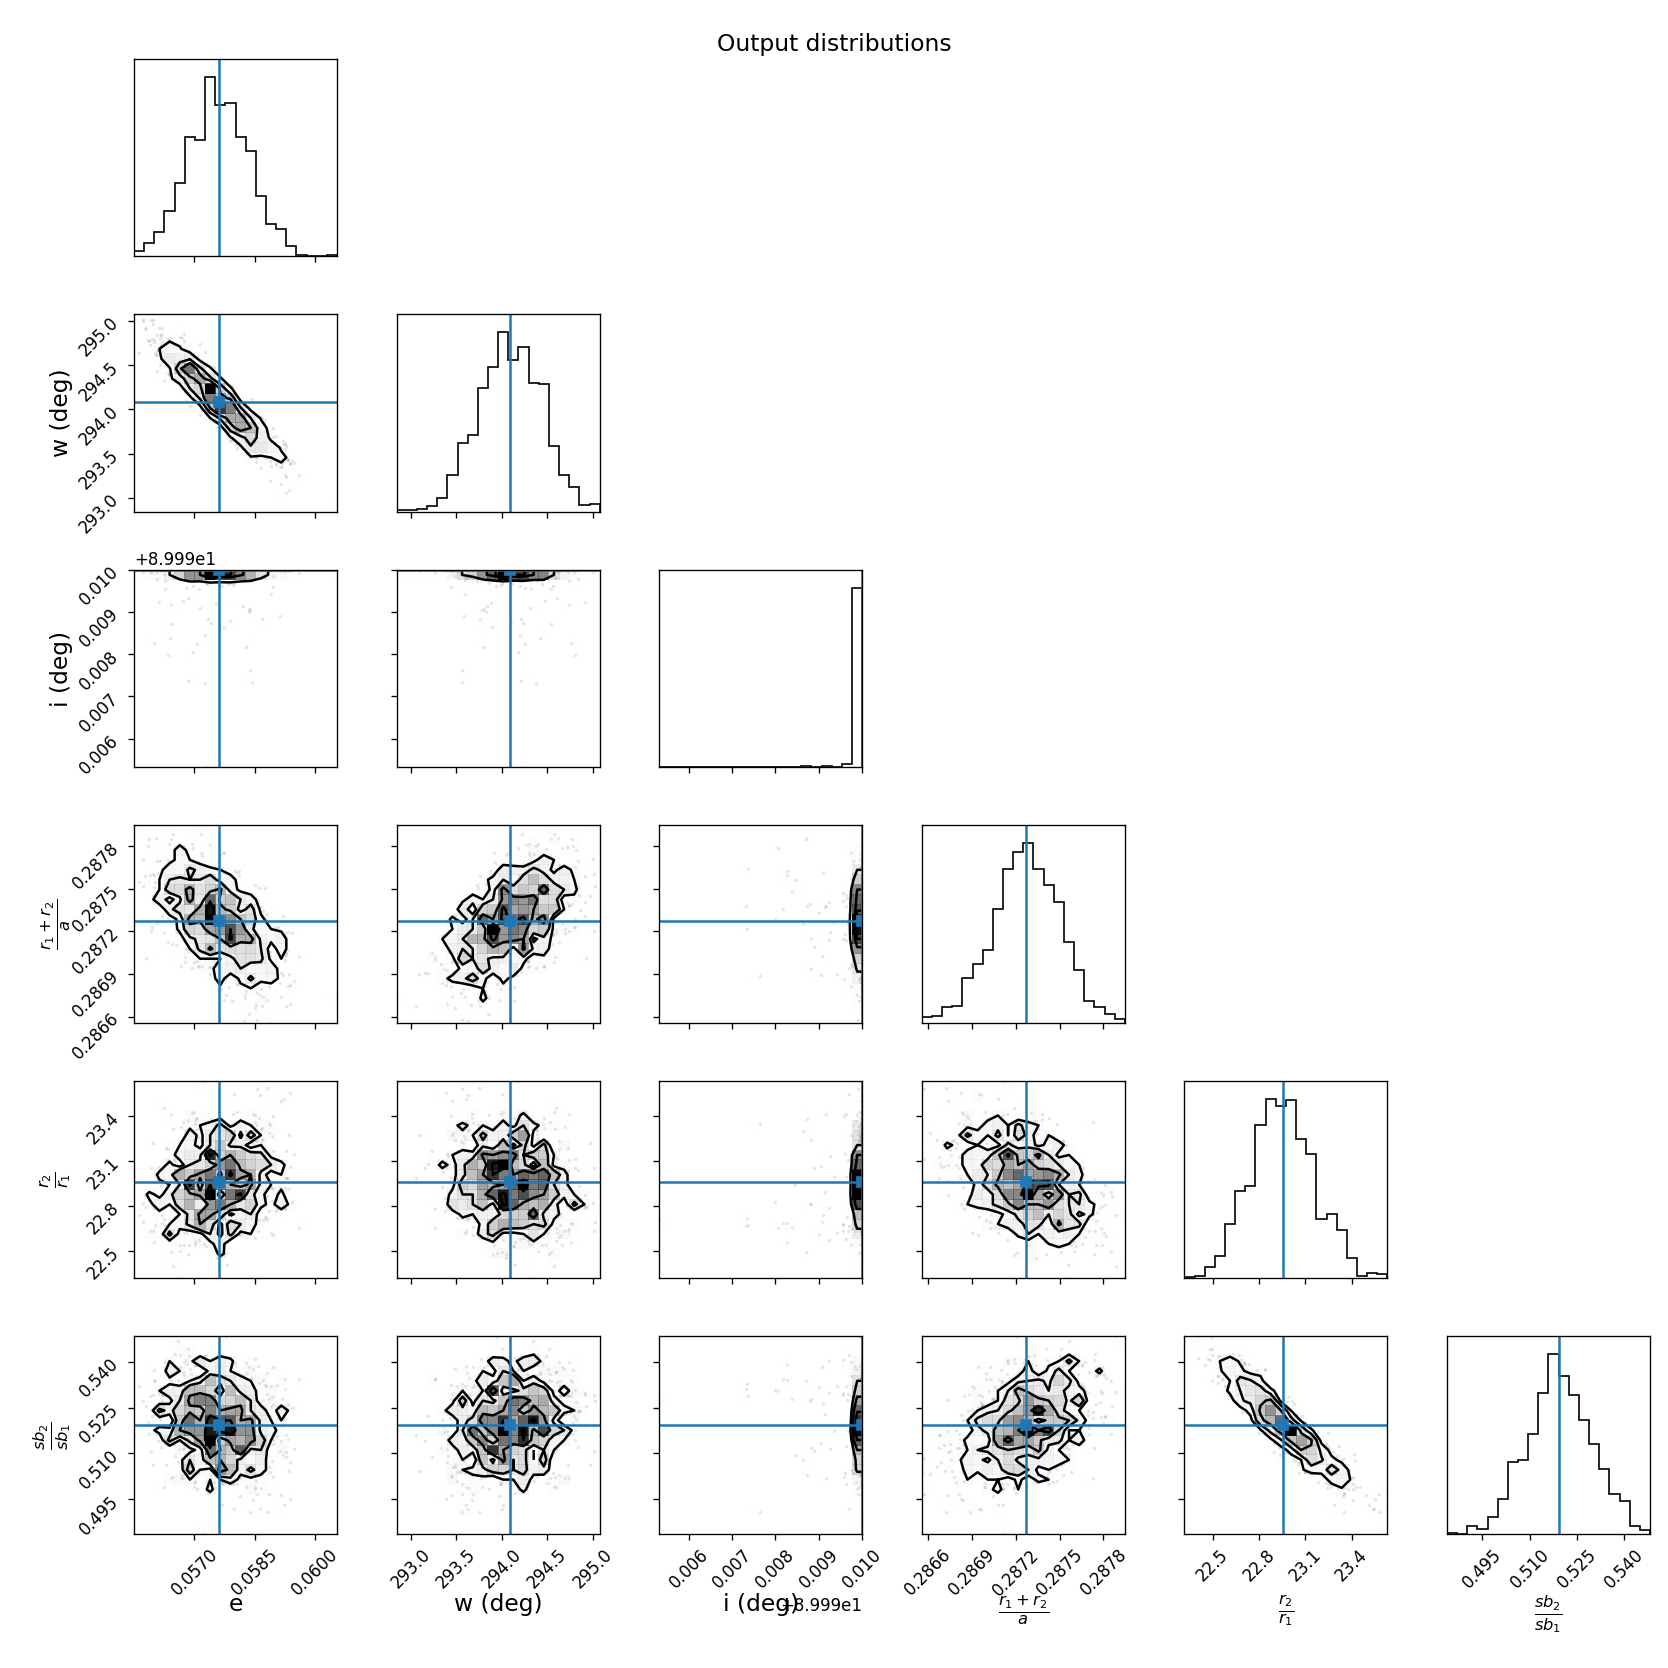 Output distributions
295.0
294.5
294.0
293.5
293.0
w (deg)
+8.999e1
0.010
0.009
0.008
0.007
0.006
i (deg)
0.2878
0.2875
0.2872
0.2869
0.2866
r₁ + r₂
a
23.4
23.1
22.8
22.5
r₂
r₁
0.540
0.525
0.510
0.495
sb₂
sb₁
0.0570 0.0585 0.0600
e
293.0 293.5 294.0 294.5 295.0
w (deg)
0.006 0.007 0.008 0.009 0.010
i (deg)
+8.999e1
0.2866 0.2869 0.2872 0.2875 0.2878
r₁ + r₂
a
22.5 22.8 23.1 23.4
r₂
r₁
0.495 0.510 0.525 0.540
sb₂
sb₁